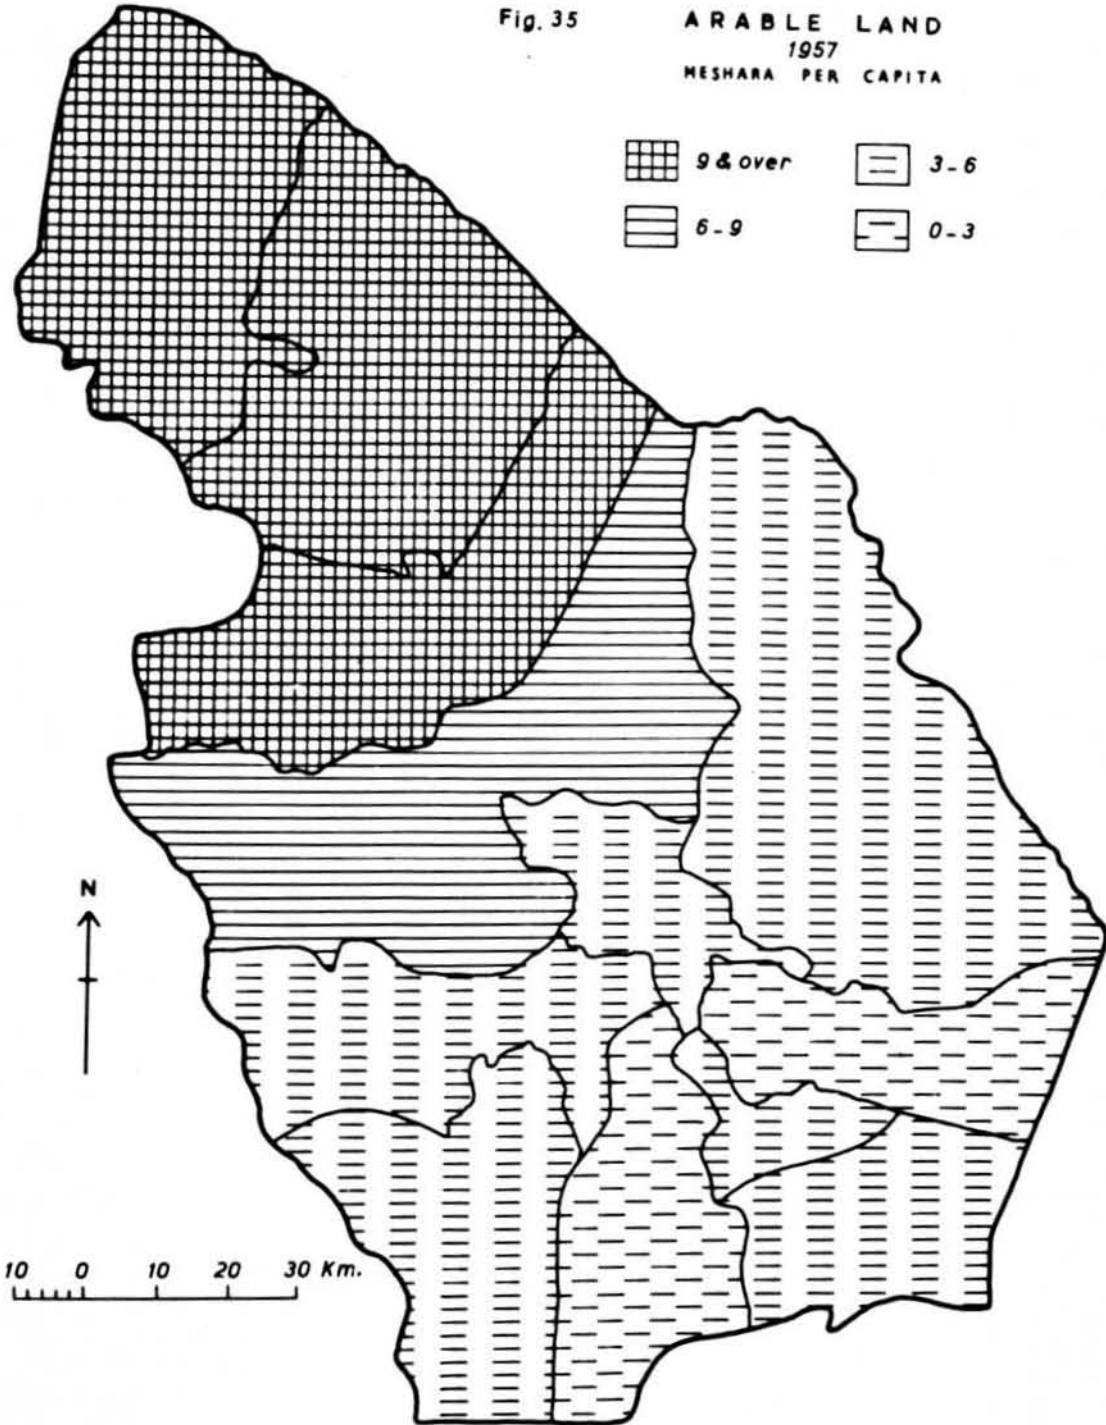 Fig. 35
ARABLE LAND
1957
MESHARA PER CAPITA
9 & over
3-6
6-9
0-3
N
10 0 10 20 30 Km.